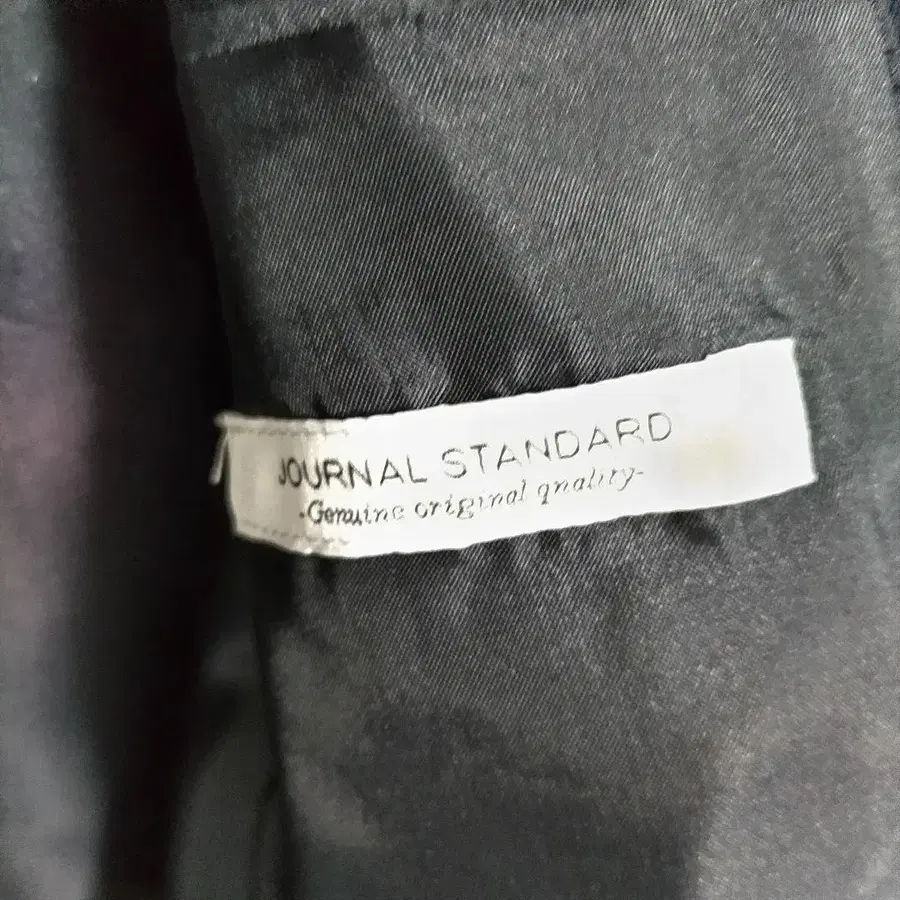 JOURNAL STANDARD
-Genuine original quality-